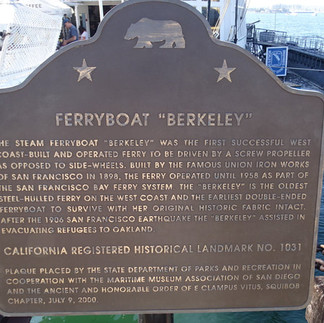 FERRYBOAT "BERKELEY"
THE STEAM FERRYBOAT "BERKELEY" WAS THE FIRST SUCCESSFUL WEST
COAST-BUILT AND OPERATED FERRY TO BE DRIVEN BY A SCREW PROPELLER
AS OPPOSED TO SIDE-WHEELS. BUILT BY THE FAMOUS UNION IRON WORKS
OF SAN FRANCISCO IN 1898, THE FERRY OPERATED UNTIL 1958 AS PART OF
THE SAN FRANCISCO BAY FERRY SYSTEM. THE "BERKELEY" IS THE OLDEST
STEEL-HULLED FERRY ON THE WEST COAST AND THE EARLIEST DOUBLE-ENDED
FERRYBOAT TO SURVIVE WITH HER ORIGINAL HISTORIC FABRIC INTACT.
AFTER THE 1906 SAN FRANCISCO EARTHQUAKE THE "BERKELEY" ASSISTED IN
EVACUATING REFUGEES TO OAKLAND.
CALIFORNIA REGISTERED HISTORICAL LANDMARK NO. 1031
PLAQUE PLACED BY THE STATE DEPARTMENT OF PARKS AND RECREATION IN
COOPERATION WITH THE MARITIME MUSEUM ASSOCIATION OF SAN DIEGO
AND THE ANCIENT AND HONORABLE ORDER OF E CLAMPUS VITUS, SQUIBOB
CHAPTER, JULY 9, 2000.